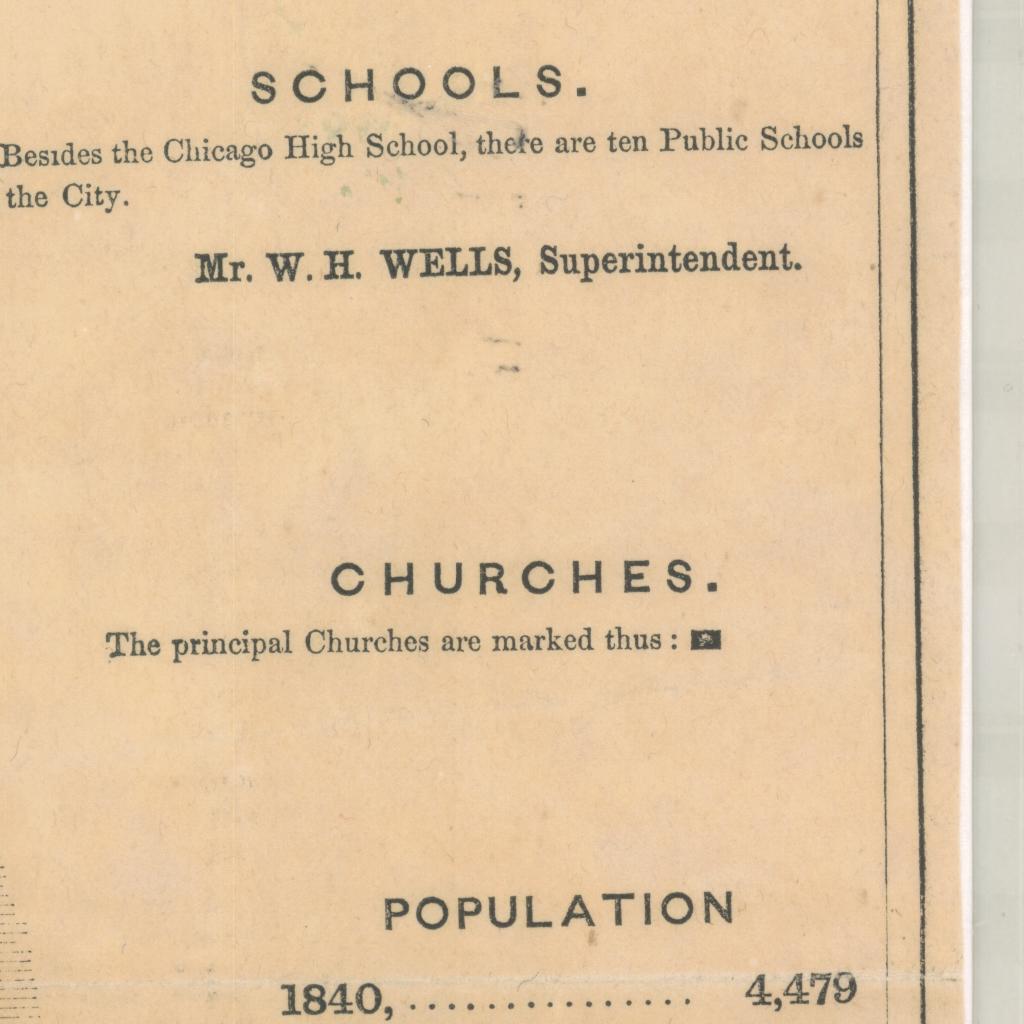 SCHOOLS.
Besides the Chicago High School, there are ten Public Schools
the City.
Mr. W. H. WELLS, Superintendent.
CHURCHES.
The principal Churches are marked thus :
POPULATION
1840, ............... 4,479